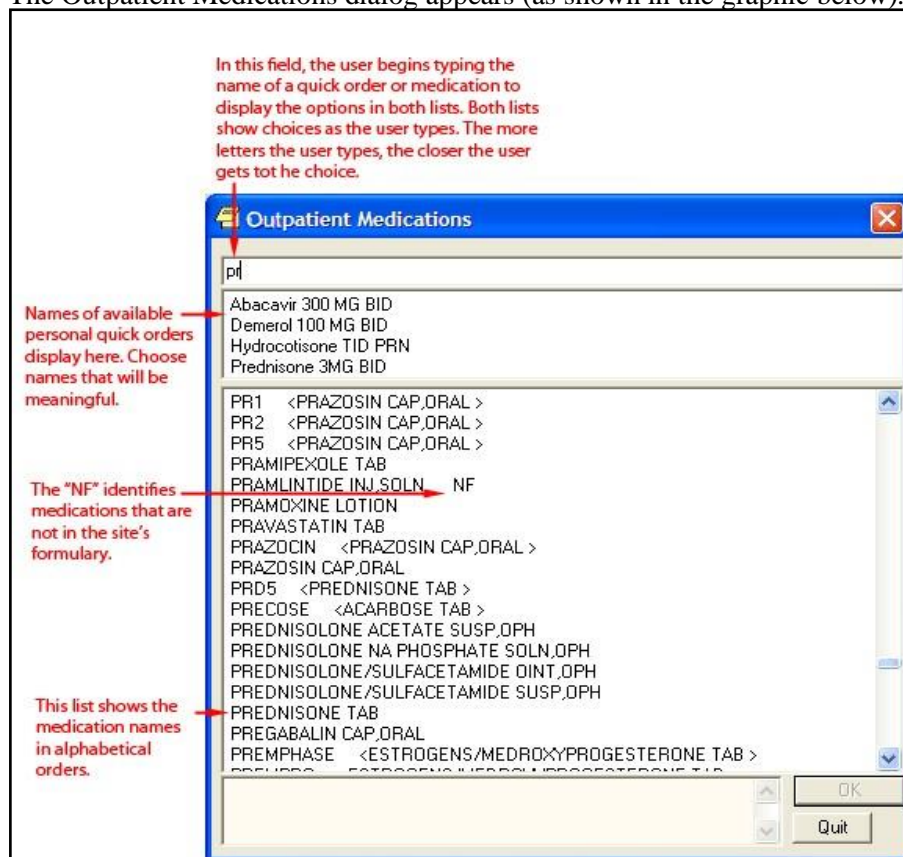 The Outpatient Medications dialog appears (as shown in the graphic below).
In this field, the user begins typing the
name of a quick order or medication to
display the options in both lists. Both lists
show choices as the user types. The more
letters the user types, the closer the user
gets tot he choice.
Outpatient Medications
pr
Names of available
personal quick orders
display here. Choose
names that will be
meaningful.
Abacavir 300 MG BID
Demerol 100 MG BID
Hydrocotisone TID PRN
Prednisone 3MG BID
PR1 <PRAZOSIN CAP,ORAL >
PR2 <PRAZOSIN CAP,ORAL >
PR5 <PRAZOSIN CAP,ORAL >
PRAMIPEXOLE TAB
PRAMLINTIDE INJ,SOLN NF
PRAMOXINE LOTION
PRAVASTATIN TAB
PRAZOCIN <PRAZOSIN CAP,ORAL >
PRAZOSIN CAP,ORAL
PRD5 <PREDNISONE TAB >
PRECOSE <ACARBOSE TAB >
PREDNISOLONE ACETATE SUSP,OPH
PREDNISOLONE NA PHOSPHATE SOLN,OPH
PREDNISOLONE/SULFACETAMIDE OINT,OPH
PREDNISOLONE/SULFACETAMIDE SUSP,OPH
PREDNISONE TAB
PREGABALIN CAP,ORAL
PREMPHASE <ESTROGENS/MEDROXYPROGESTERONE TAB >
The "NF" identifies
medications that are
not in the site's
formulary.
This list shows the
medication names
in alphabetical
orders.
OK
Quit